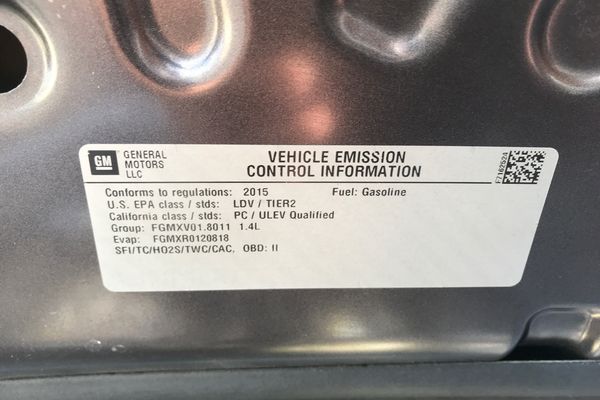 GM GENERAL MOTORS LLC
VEHICLE EMISSION
CONTROL INFORMATION
Conforms to regulations: 2015 Fuel: Gasoline
U.S. EPA class / stds: LDV / TIER2
California class / stds: PC / ULEV Qualified
Group: FGMXV01.8011 1.4L
Evap: FGMXR0120818
SFI/TC/HO2S/TWC/CAC, OBD: II